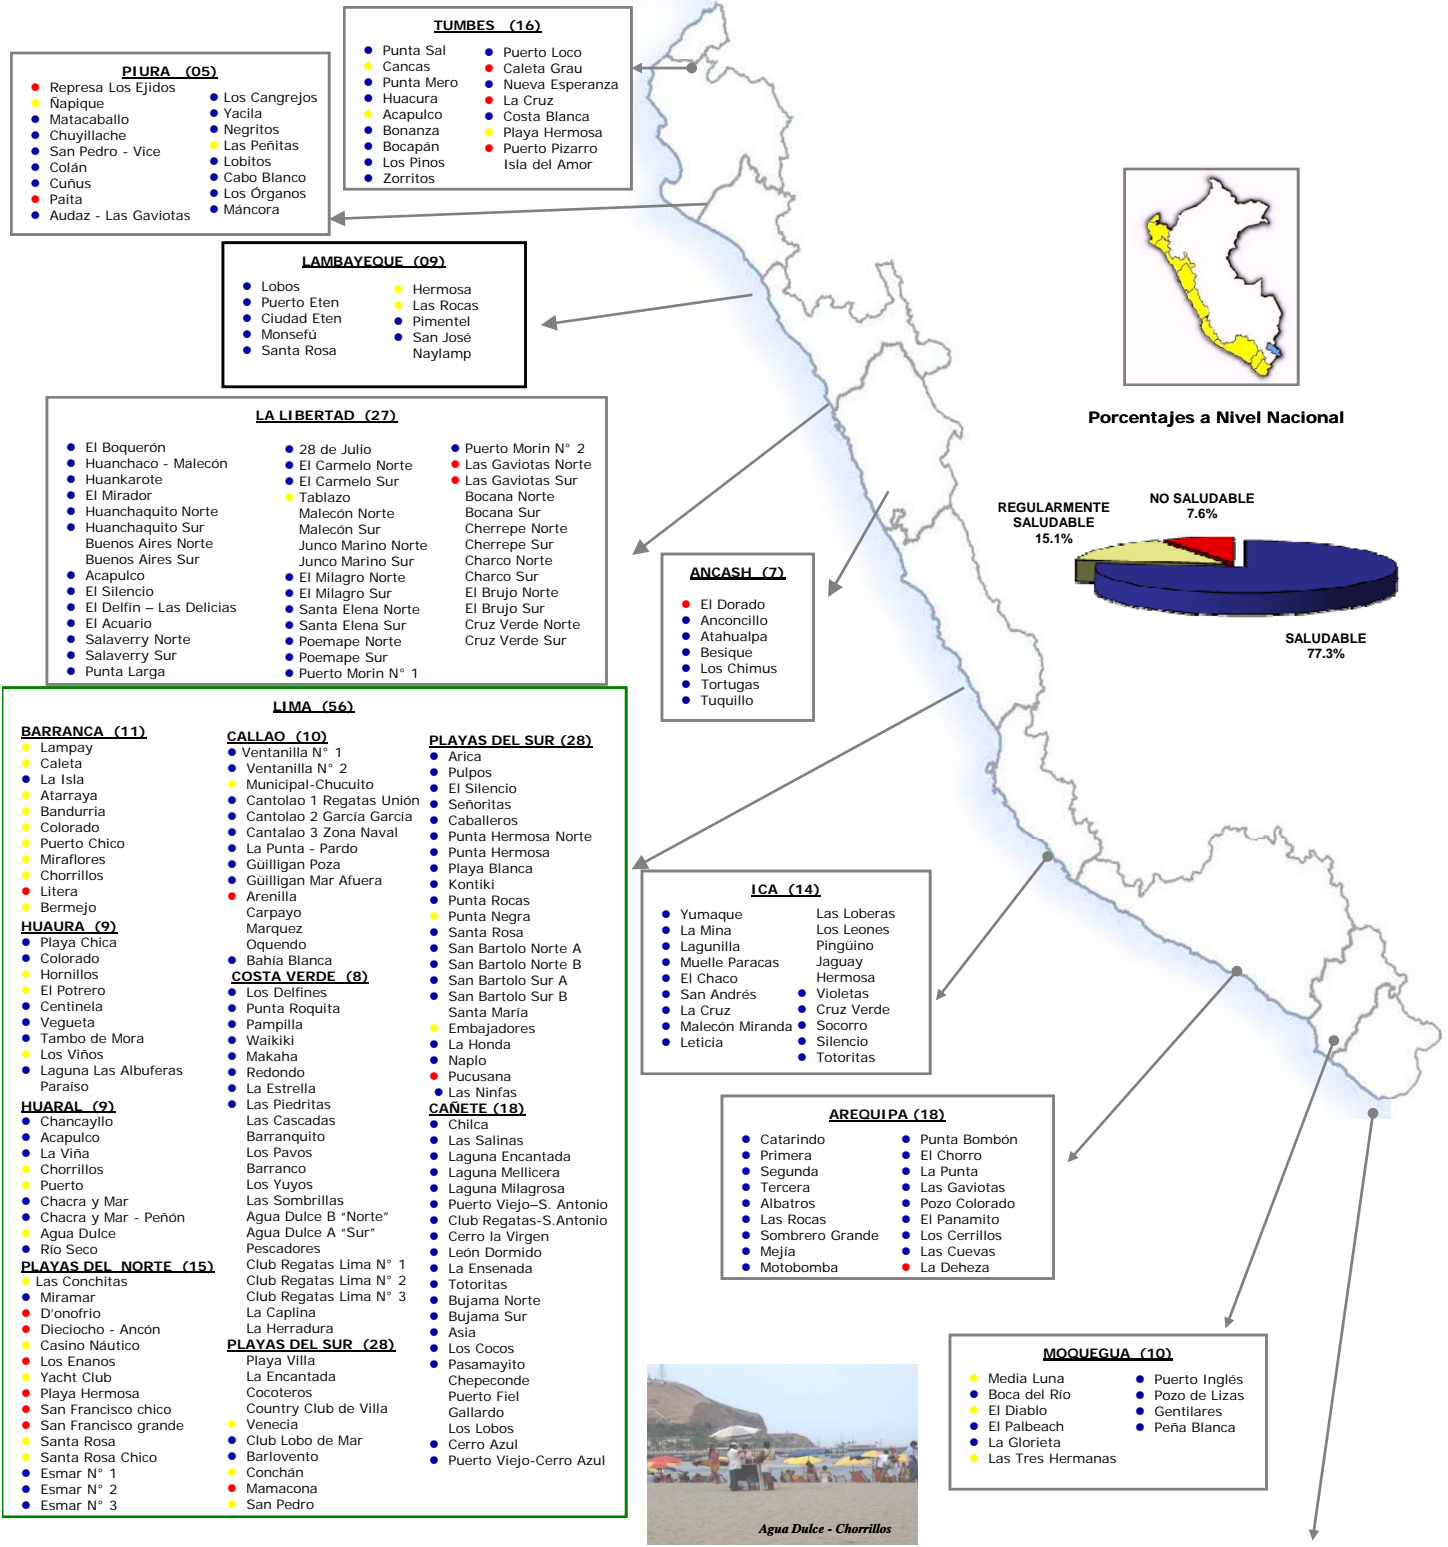 TUMBES (16)
Punta Sal
Cancas
Punta Mero
Huacura
Acapulco
Bonanza
Bocapán
Los Pinos
Zorritos
Puerto Loco
Caleta Grau
Nueva Esperanza
La Cruz
Costa Blanca
Playa Hermosa
Puerto Pizarro
Isla del Amor
PIURA (05)
Represa Los Ejidos
Ñapique
Matacaballo
Chuyillache
San Pedro - Vice
Colán
Cuñus
Paita
Audaz - Las Gaviotas
Los Cangrejos
Yacila
Negritos
Las Peñitas
Lobitos
Cabo Blanco
Los Órganos
Máncora
LAMBAYEQUE (09)
Lobos
Puerto Eten
Ciudad Eten
Monsefú
Santa Rosa
Hermosa
Las Rocas
Pimentel
San José
Naylamp
Porcentajes a Nivel Nacional
REGULARMENTE
SALUDABLE
15.1%
NO SALUDABLE
7.6%
SALUDABLE
77.3%
LA LIBERTAD (27)
El Boquerón
Huanchaco - Malecón
Huankarote
El Mirador
Huanchaquito Norte
Huanchaquito Sur
Buenos Aires Norte
Buenos Aires Sur
Acapulco
El Silencio
El Delfín – Las Delicias
El Acuario
Salaverry Norte
Salaverry Sur
Punta Larga
28 de Julio
El Carmelo Norte
El Carmelo Sur
Tablazo
Malecón Norte
Malecón Sur
Junco Marino Norte
Junco Marino Sur
El Milagro Norte
El Milagro Sur
Santa Elena Norte
Santa Elena Sur
Poemape Norte
Poemape Sur
Puerto Morin N° 1
Puerto Morin N° 2
Las Gaviotas Norte
Las Gaviotas Sur
Bocana Norte
Bocana Sur
Cherrepe Norte
Cherrepe Sur
Charco Norte
Charco Sur
El Brujo Norte
El Brujo Sur
Cruz Verde Norte
Cruz Verde Sur
ANCASH (7)
El Dorado
Anconcillo
Atahualpa
Besique
Los Chimus
Tortugas
Tuquillo
LIMA (56)
BARRANCA (11)
Lampay
Caleta
La Isla
Atarraya
Bandurria
Colorado
Puerto Chico
Miraflores
Chorrillos
Litera
Bermejo
HUAURA (9)
Playa Chica
Colorado
Hornillos
El Potrero
Centinela
Vegueta
Tambo de Mora
Los Viños
Laguna Las Albuferas
Paraíso
HUARAL (9)
Chancayllo
Acapulco
La Viña
Chorrillos
Puerto
Chacra y Mar
Chacra y Mar - Peñón
Agua Dulce
Río Seco
PLAYAS DEL NORTE (15)
Las Conchitas
Miramar
D'onofrio
Dieciocho - Ancón
Casino Náutico
Los Enanos
Yacht Club
Playa Hermosa
San Francisco chico
San Francisco grande
Santa Rosa
Santa Rosa Chico
Esmar N° 1
Esmar N° 2
Esmar N° 3
CALLAO (10)
Ventanilla N° 1
Ventanilla N° 2
Municipal-Chucuito
Cantolao 1 Regatas Unión
Cantolao 2 García García
Cantalao 3 Zona Naval
La Punta - Pardo
Güilligan Poza
Güilligan Mar Afuera
Arenilla
Carpayo
Marquez
Oquendo
Bahía Blanca
COSTA VERDE (8)
Los Delfines
Punta Roquita
Pampilla
Waikiki
Makaha
Redondo
La Estrella
Las Piedritas
Las Cascadas
Barranquito
Los Pavos
Barranco
Los Yuyos
Las Sombrillas
Agua Dulce B "Norte"
Agua Dulce A "Sur"
Pescadores
Club Regatas Lima N° 1
Club Regatas Lima N° 2
Club Regatas Lima N° 3
La Caplina
La Herradura
PLAYAS DEL SUR (28)
Playa Villa
La Encantada
Cocoteros
Country Club de Villa
Venecia
Club Lobo de Mar
Barlovento
Conchán
Mamacona
San Pedro
PLAYAS DEL SUR (28)
Arica
Pulpos
El Silencio
Señoritas
Caballeros
Punta Hermosa Norte
Punta Hermosa
Playa Blanca
Kontiki
Punta Rocas
Punta Negra
Santa Rosa
San Bartolo Norte A
San Bartolo Norte B
San Bartolo Sur A
San Bartolo Sur B
Santa María
Embajadores
La Honda
Naplo
Pucusana
Las Ninfas
CAÑETE (18)
Chilca
Las Salinas
Laguna Encantada
Laguna Mellicera
Laguna Milagrosa
Puerto Viejo–S. Antonio
Club Regatas-S.Antonio
Cerro la Virgen
León Dormido
La Ensenada
Totoritas
Bujama Norte
Bujama Sur
Asia
Los Cocos
Pasamayito
Chepeconde
Puerto Fiel
Gallardo
Los Lobos
Cerro Azul
Puerto Viejo-Cerro Azul
ICA (14)
Yumaque
La Mina
Lagunilla
Muelle Paracas
El Chaco
San Andrés
La Cruz
Malecón Miranda
Leticia
Las Loberas
Los Leones
Pingüino
Jaguay
Hermosa
Violetas
Cruz Verde
Socorro
Silencio
Totoritas
AREQUIPA (18)
Catarindo
Primera
Segunda
Tercera
Albatros
Las Rocas
Sombrero Grande
Mejía
Motobomba
Punta Bombón
El Chorro
La Punta
Las Gaviotas
Pozo Colorado
El Panamito
Los Cerrillos
Las Cuevas
La Deheza
MOQUEGUA (10)
Media Luna
Boca del Río
El Diablo
El Palbeach
La Glorieta
Las Tres Hermanas
Puerto Inglés
Pozo de Lizas
Gentilares
Peña Blanca
Agua Dulce - Chorrillos